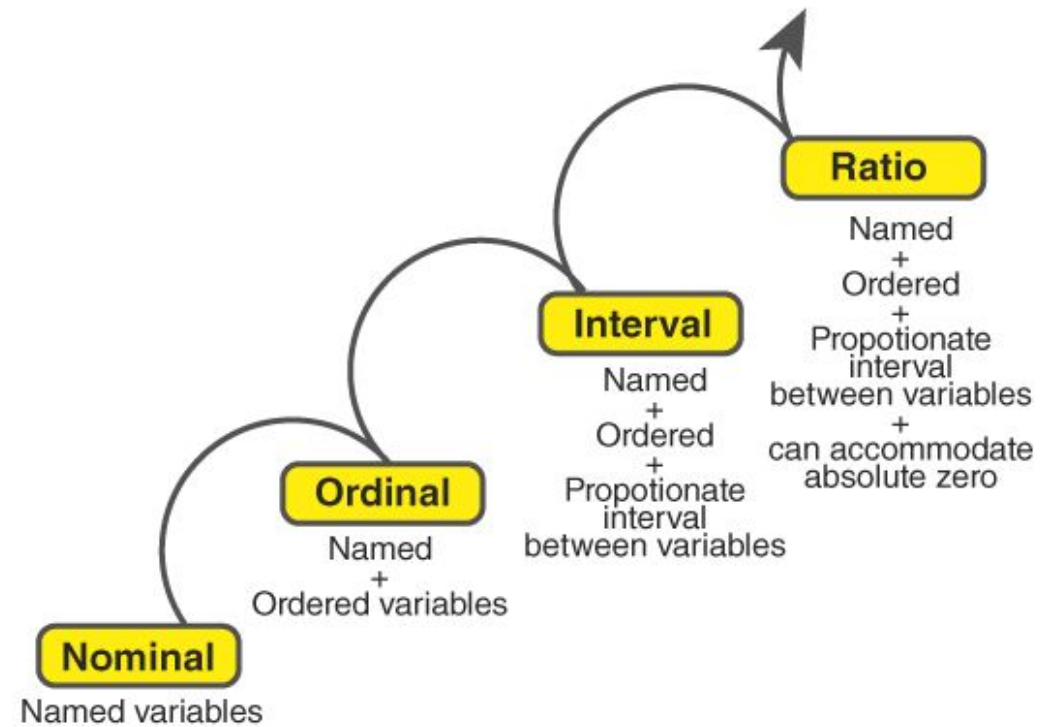 Ratio
Named
+
Ordered
+
Propotionate
interval
between variables
+
can accommodate
absolute zero
Interval
Named
+
Ordered
+
Propotionate
interval
between variables
Ordinal
Named
+
Ordered variables
Nominal
Named variables